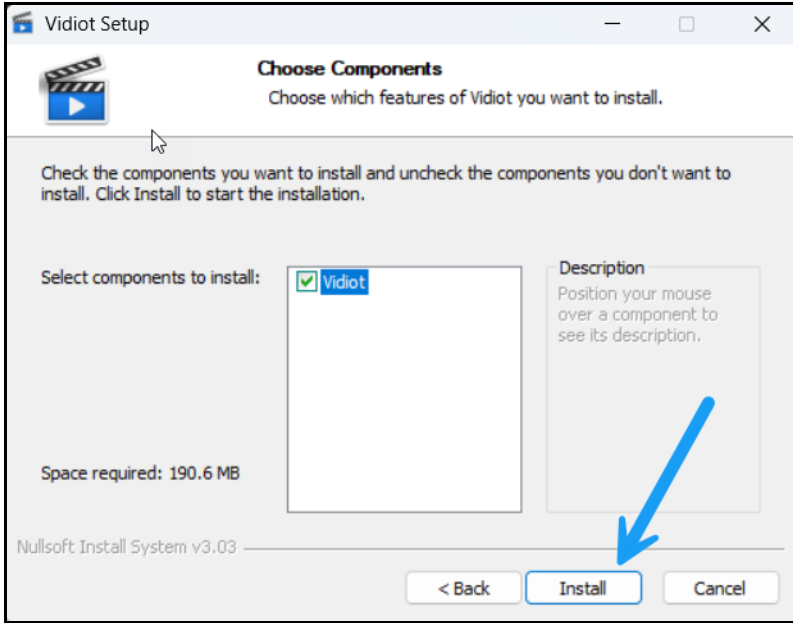 Vidiot Setup
Choose Components
Choose which features of Vidiot you want to install.
Check the components you want to install and uncheck the components you don't want to
install. Click Install to start the installation.
Select components to install:
Vidiot
Description
Position your mouse
over a component to
see its description.
Space required: 190.6 MB
Nullsoft Install System v3.03
< Back
Install
Cancel